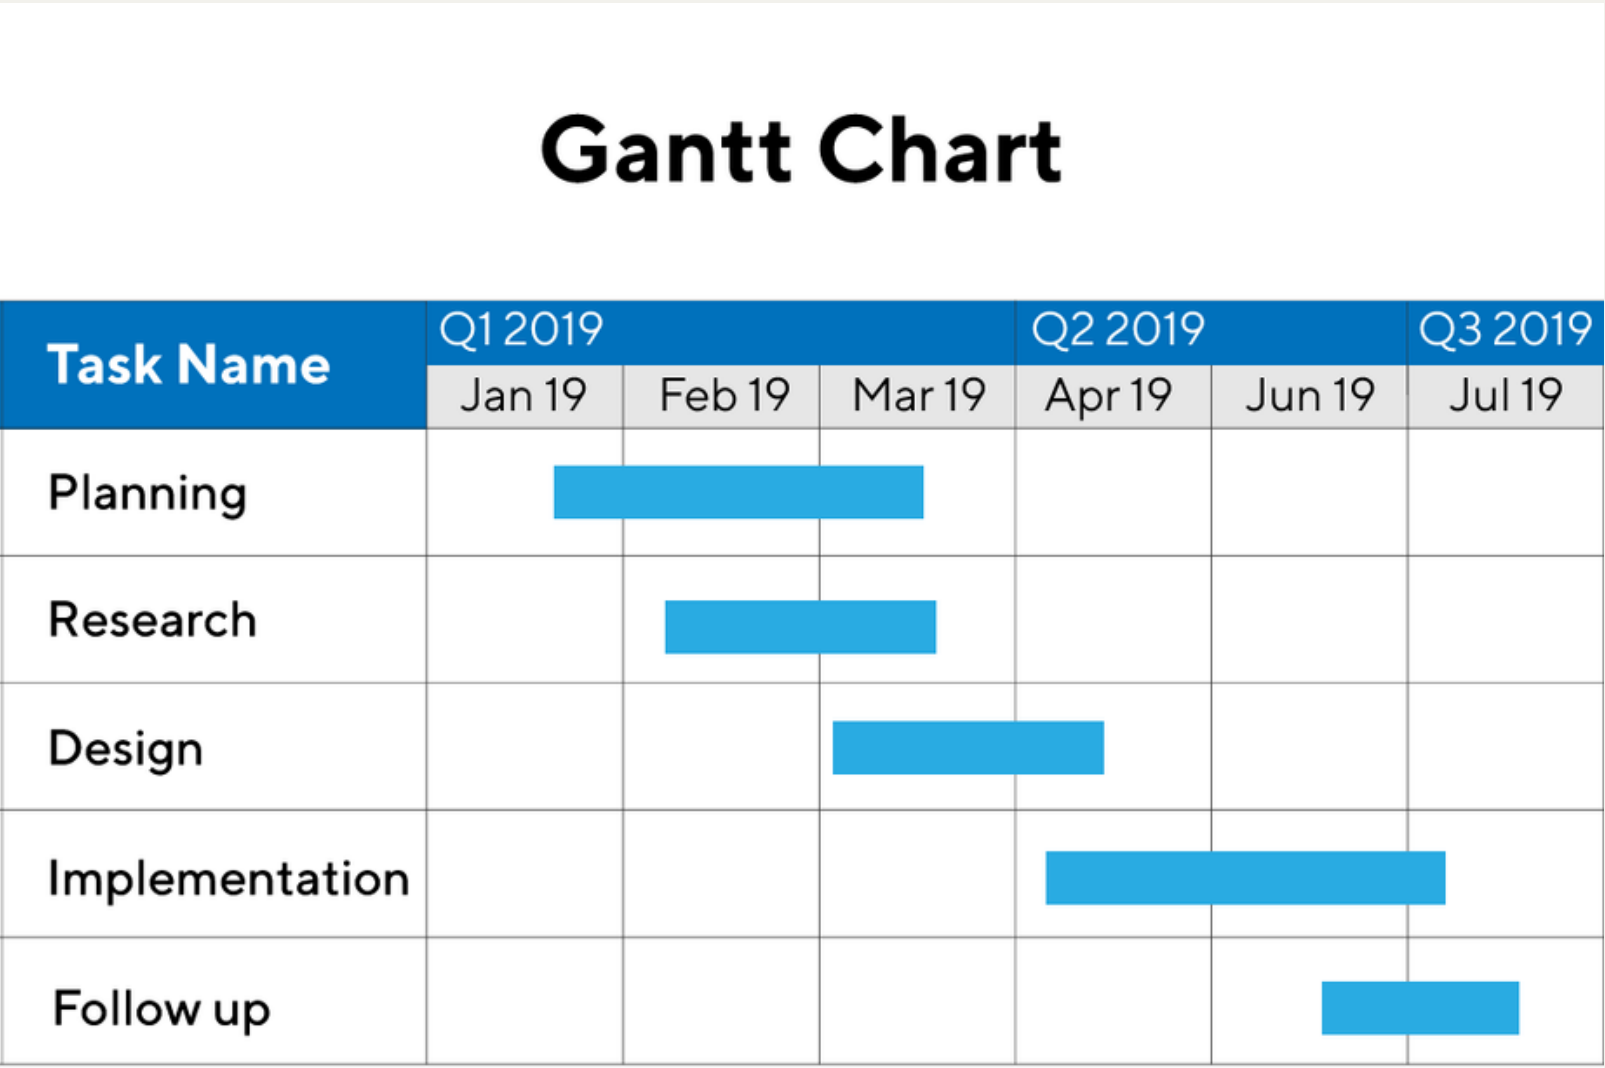 Gantt Chart
Task Name
Q1 2019
Q2 2019
Q3 2019
Jan 19
Feb 19
Mar 19
Apr 19
Jun 19
Jul 19
Planning
Research
Design
Implementation
Follow up